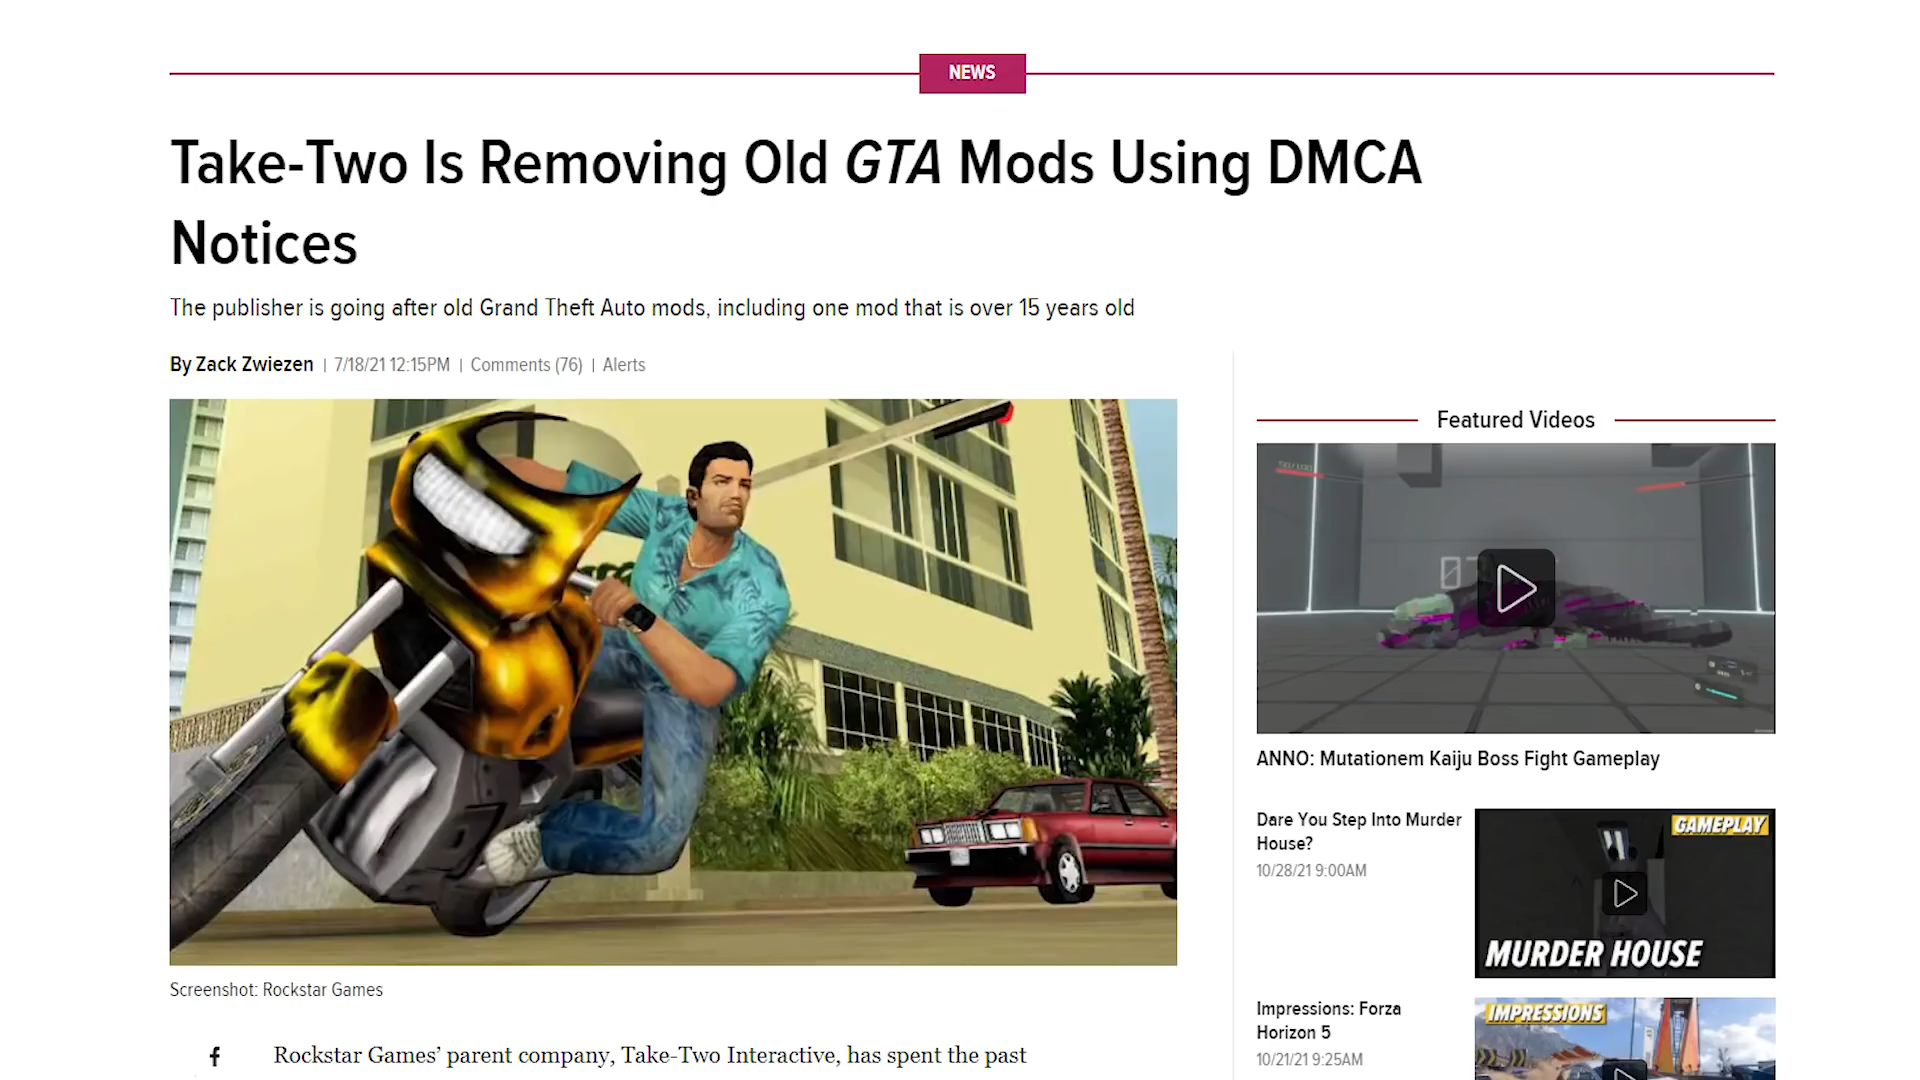 NEWS
Take-Two Is Removing Old GTA Mods Using DMCA
Notices
The publisher is going after old Grand Theft Auto mods, including one mod that is over 15 years old
By Zack Zwiezen | 7/18/21 12:15PM | Comments (76) | Alerts
Screenshot: Rockstar Games
Rockstar Games’ parent company, Take-Two Interactive, has spent the past
Featured Videos
ANNO: Mutationem Kaiju Boss Fight Gameplay
Dare You Step Into Murder
House?
10/28/21 9:00AM
GAMEPLAY
MURDER HOUSE
Impressions: Forza
Horizon 5
10/21/21 9:25AM
IMPRESSIONS